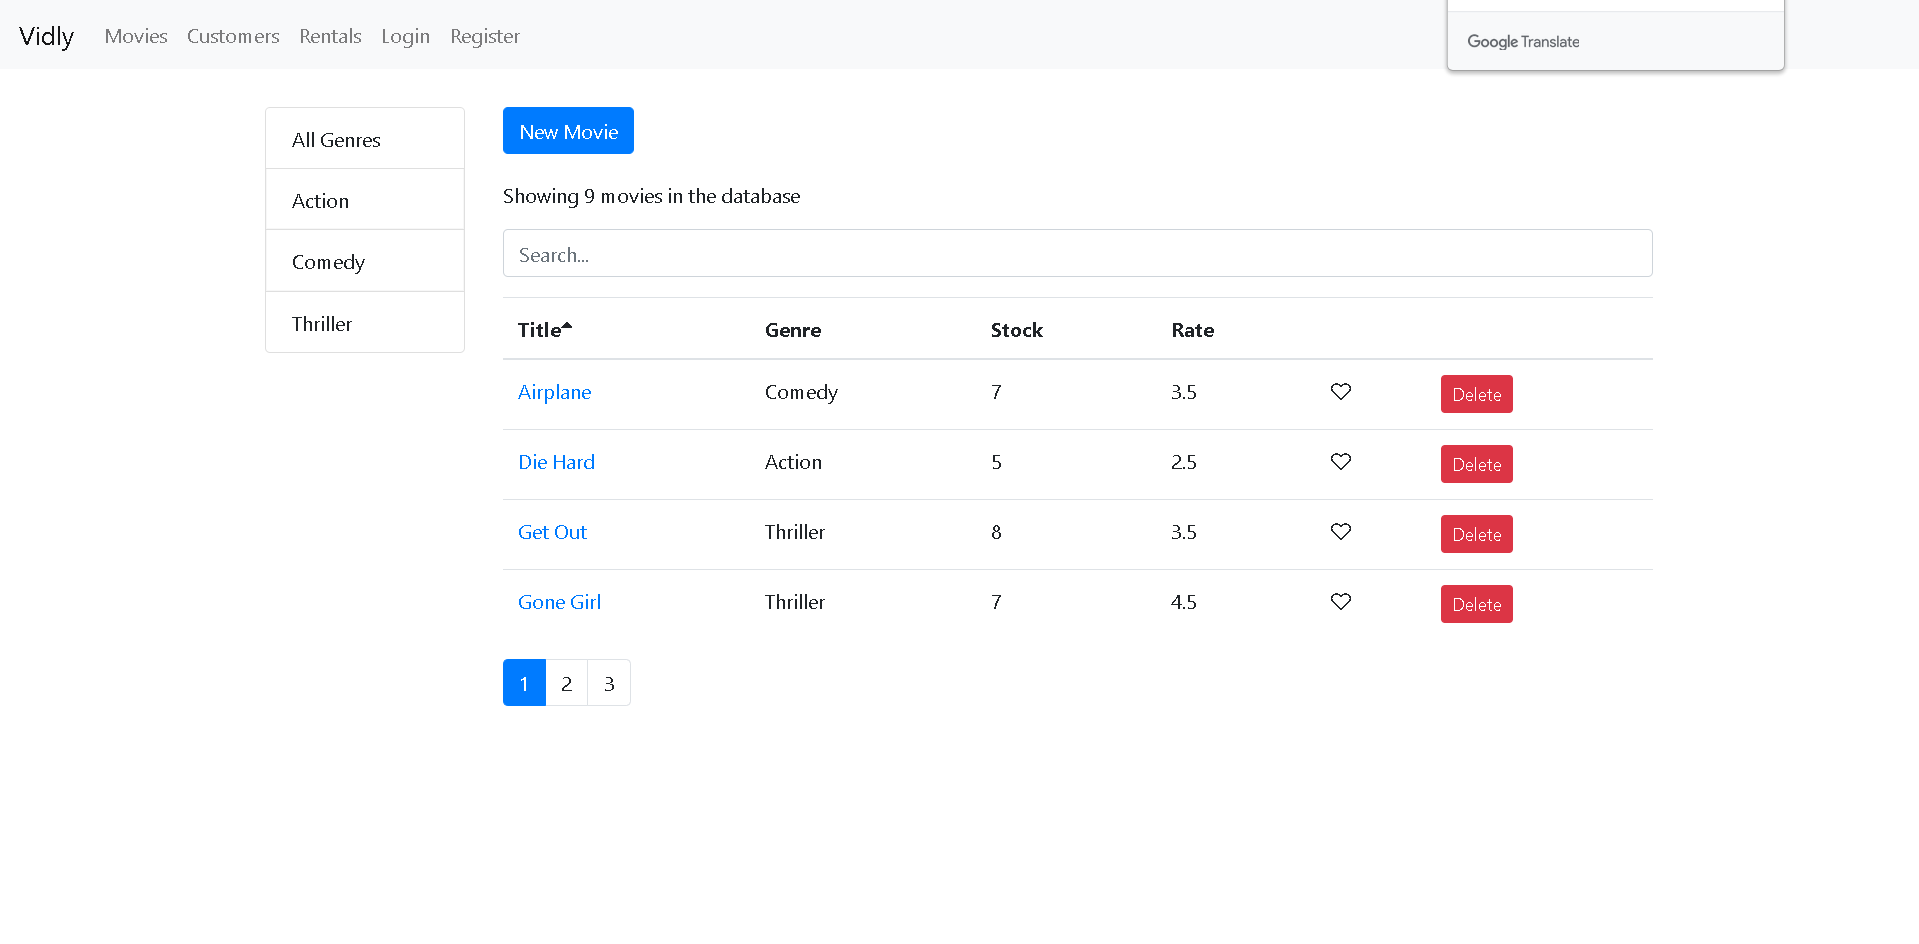 Vidly Movies Customers Rentals Login Register
Google Translate
All Genres
Action
Comedy
Thriller
New Movie
Showing 9 movies in the database
Search...
Title Genre Stock Rate
Airplane Comedy 7 3.5 Delete
Die Hard Action 5 2.5 Delete
Get Out Thriller 8 3.5 Delete
Gone Girl Thriller 7 4.5 Delete
1 2 3